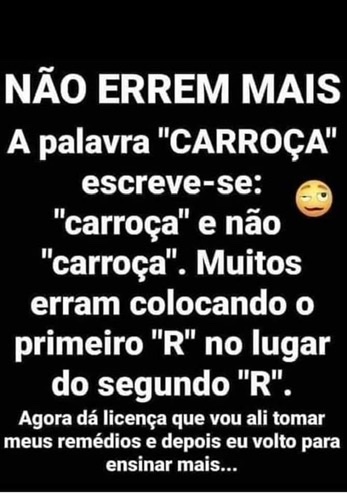 NÃO ERREM MAIS
A palavra "CARROÇA"
escreve-se:
"carroça" e não
"carroça". Muitos
erram colocando o
primeiro "R" no lugar
do segundo "R".
Agora dá licença que vou ali tomar
meus remédios e depois eu volto para
ensinar mais...